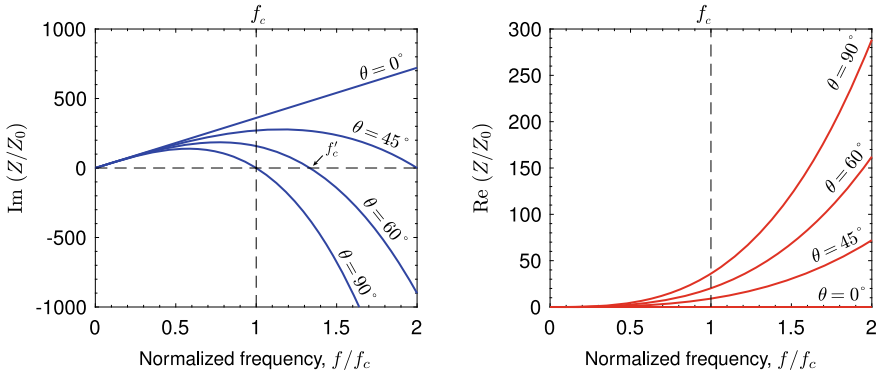 f_c
1000
500
0
-500
-1000
Im (Z/Z_0)
θ = 0°
θ = 45°
f′_c
θ = 60°
θ = 90°
0 0.5 1 1.5 2
Normalized frequency, f/f_c
f_c
300
250
200
150
100
50
0
Re (Z/Z_0)
θ = 90°
θ = 60°
θ = 45°
θ = 0°
0 0.5 1 1.5 2
Normalized frequency, f/f_c